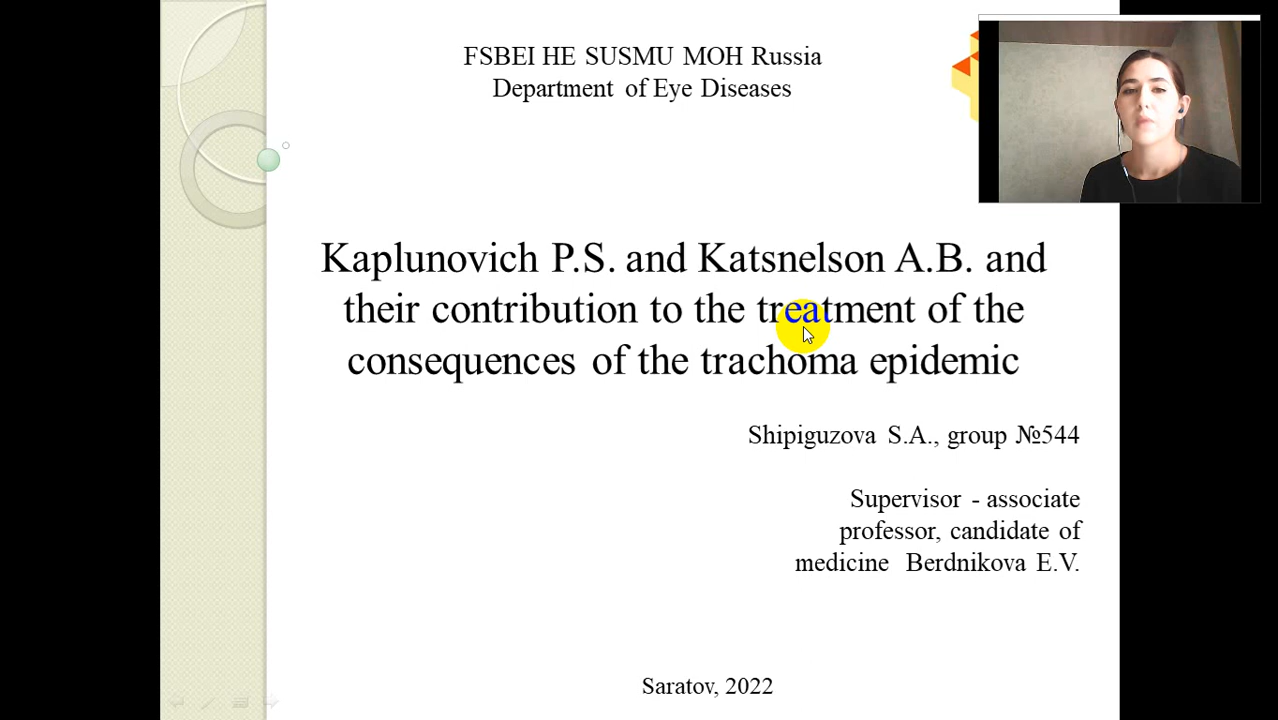 FSBEI HE SUSMU MOH Russia
Department of Eye Diseases
Kaplunovich P.S. and Katsnelson A.B. and
their contribution to the treatment of the
consequences of the trachoma epidemic
Shipiguzova S.A., group №544
Supervisor - associate
professor, candidate of
medicine Berdnikova E.V.
Saratov, 2022